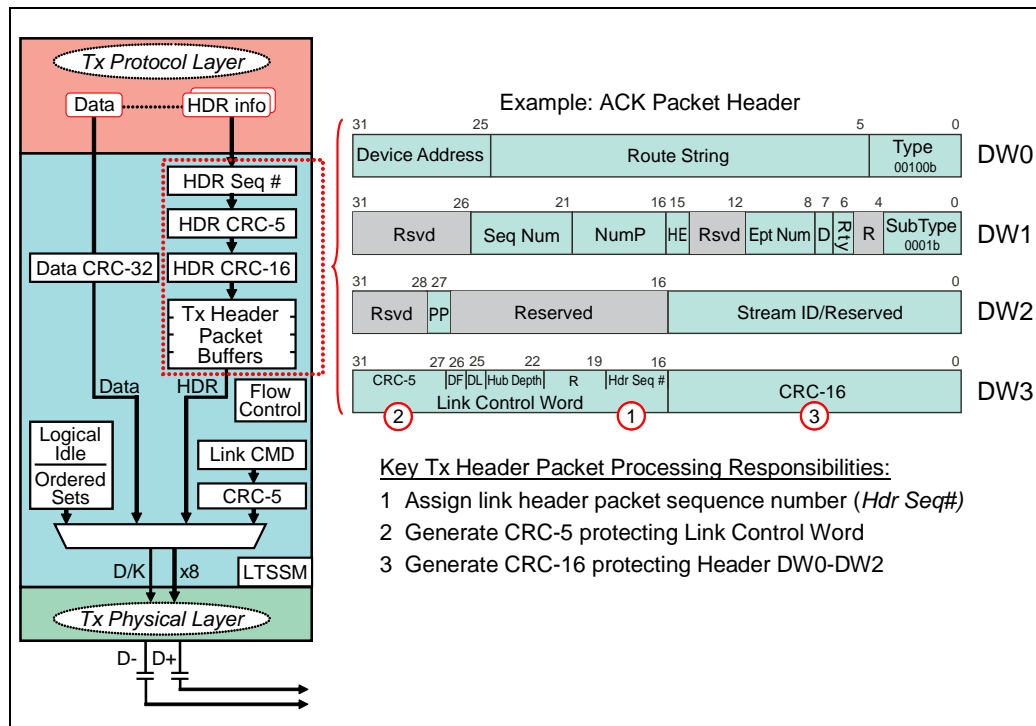 Tx Protocol Layer
Data
HDR info
HDR Seq #
HDR CRC-5
Data CRC-32
HDR CRC-16
Tx Header
Packet
Buffers
Data
HDR
Flow
Control
Logical
Idle
Ordered
Sets
Link CMD
CRC-5
D/K
x8
LTSSM
Tx Physical Layer
D- D+
Example: ACK Packet Header
31 25 5 0
Device Address Route String Type
00100b
DW0
31 26 21 16 15 12 8 7 6 4 0
Rsvd Seq Num NumP HE Rsvd Ept Num D Rty R SubType
0001b
DW1
31 28 27 16 0
Rsvd PP Reserved Stream ID/Reserved
DW2
31 27 26 25 22 19 16 0
CRC-5 DF DL Hub Depth R Hdr Seq #
Link Control Word
CRC-16
DW3
2 1 3
Key Tx Header Packet Processing Responsibilities:
1 Assign link header packet sequence number (Hdr Seq#)
2 Generate CRC-5 protecting Link Control Word
3 Generate CRC-16 protecting Header DW0-DW2